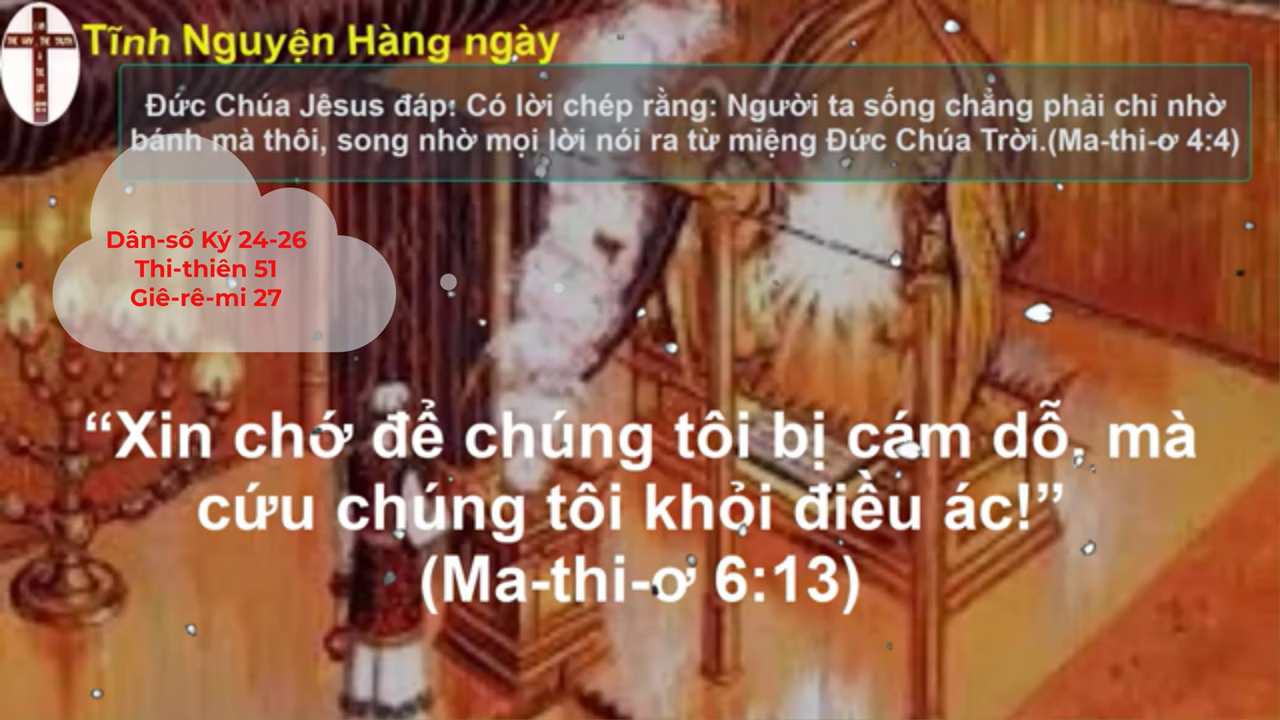 Tĩnh Nguyện Hàng ngày
Đức Chúa Jêsus đáp: Có lời chép rằng: Người ta sống chẳng phải chỉ nhờ
bánh mà thôi, song nhờ mọi lời nói ra từ miệng Đức Chúa Trời.(Ma-thi-ơ 4:4)
Dân-số Ký 24-26
Thi-thiên 51
Giê-rê-mi 27
“Xin chớ để chúng tôi bị cám dỗ, mà
cứu chúng tôi khỏi điều ác!”
(Ma-thi-ơ 6:13)